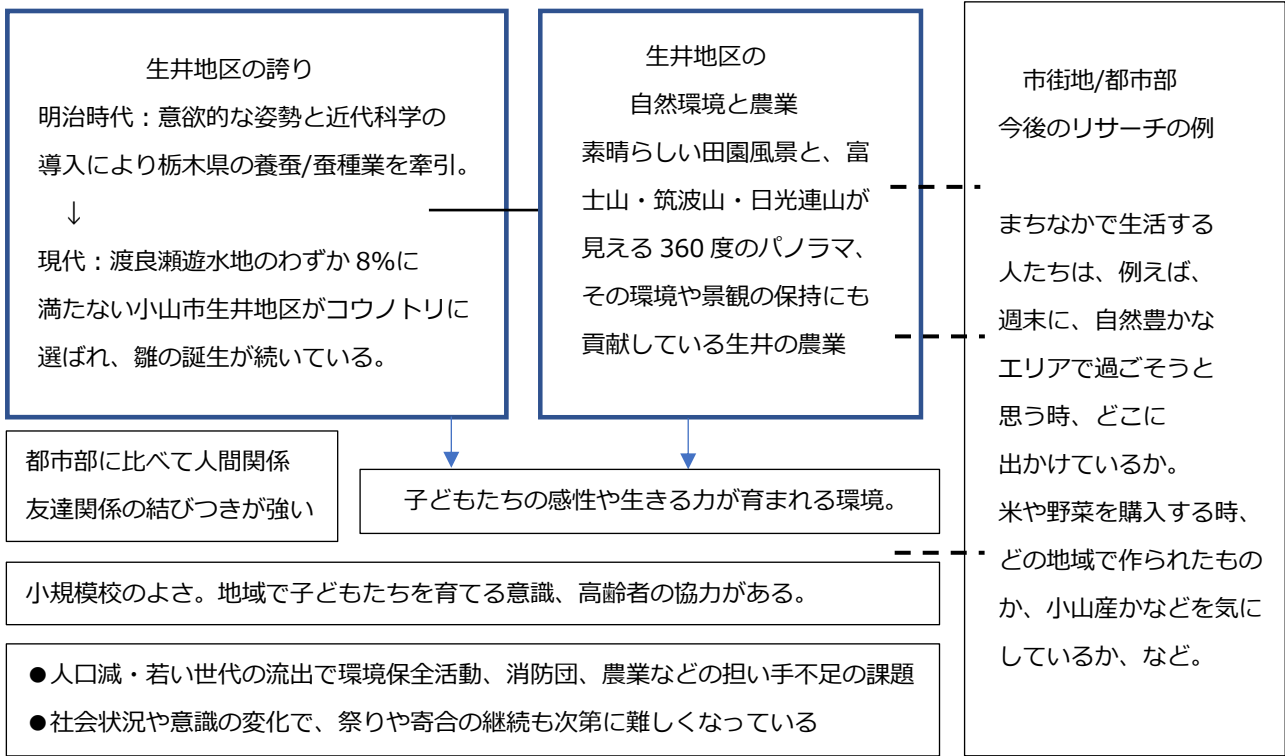 生井地区の誇り
明治時代：意欲的な姿勢と近代科学の
導入により栃木県の養蚕/蚕種業を牽引。
↓
現代：渡良瀬遊水地のわずか 8%に
満たない小山市生井地区がコウノトリに
選ばれ、雛の誕生が続いている。
生井地区の
自然環境と農業
素晴らしい田園風景と、富
士山・筑波山・日光連山が
見える 360 度のパノラマ、
その環境や景観の保持にも
貢献している生井の農業
都市部に比べて人間関係
友達関係の結びつきが強い
子どもたちの感性や生きる力が育まれる環境。
小規模校のよさ。地域で子どもたちを育てる意識、高齢者の協力がある。
●人口減・若い世代の流出で環境保全活動、消防団、農業などの担い手不足の課題
●社会状況や意識の変化で、祭りや寄合の継続も次第に難しくなっている
市街地/都市部
今後のリサーチの例
まちなかで生活する
人たちは、例えば、
週末に、自然豊かな
エリアで過ごそうと
思う時、どこに
出かけているか。
米や野菜を購入する時、
どの地域で作られたもの
か、小山産かなどを気に
しているか、など。